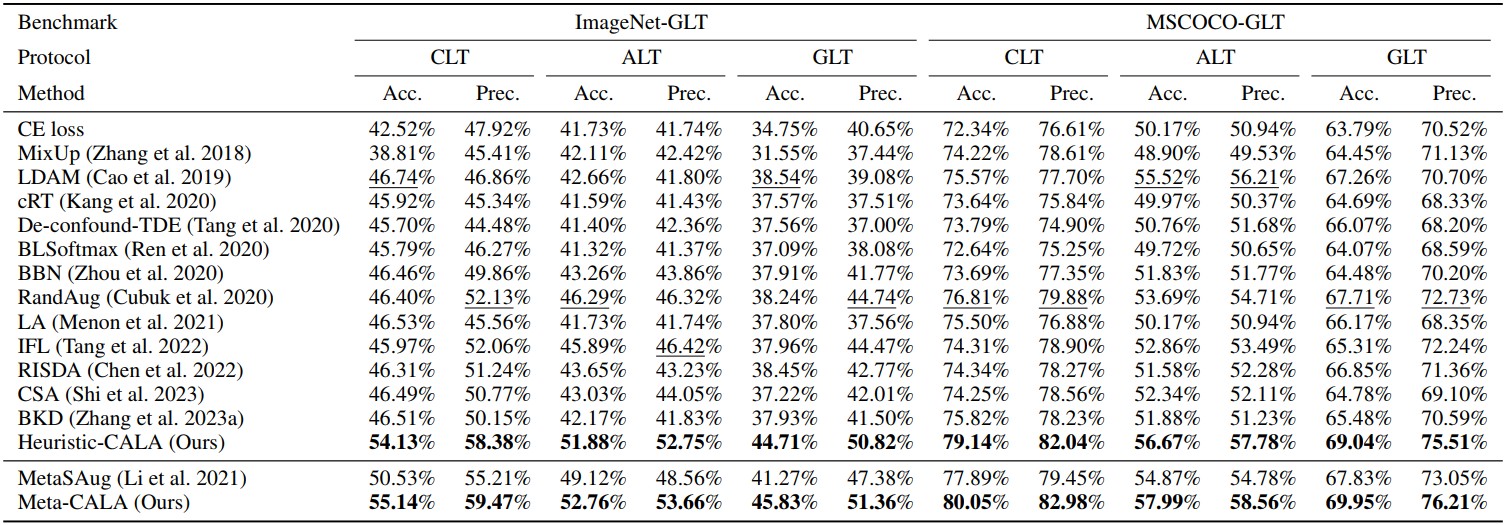 Benchmark ImageNet-GLT MSCOCO-GLT
Protocol CLT ALT GLT CLT ALT GLT
Method Acc. Prec. Acc. Prec. Acc. Prec. Acc. Prec. Acc. Prec. Acc. Prec.
CE loss 42.52% 47.92% 41.73% 41.74% 34.75% 40.65% 72.34% 76.61% 50.17% 50.94% 63.79% 70.52%
MixUp (Zhang et al. 2018) 38.81% 45.41% 42.11% 42.42% 31.55% 37.44% 74.22% 78.61% 48.90% 49.53% 64.45% 71.13%
LDAM (Cao et al. 2019) 46.74% 46.86% 42.66% 41.80% 38.54% 39.08% 75.57% 77.70% 55.52% 56.21% 67.26% 70.70%
cRT (Kang et al. 2020) 45.92% 45.34% 41.59% 41.43% 37.57% 37.51% 73.64% 75.84% 49.97% 50.37% 64.69% 68.33%
De-confound-TDE (Tang et al. 2020) 45.70% 44.48% 41.40% 42.36% 37.56% 37.00% 73.79% 74.90% 50.76% 51.68% 66.07% 68.20%
BLSoftmax (Ren et al. 2020) 45.79% 46.27% 41.32% 41.37% 37.09% 38.08% 72.64% 75.25% 49.72% 50.65% 64.07% 68.59%
BBN (Zhou et al. 2020) 46.46% 49.86% 43.26% 43.86% 37.91% 41.77% 73.69% 77.35% 51.83% 51.77% 64.48% 70.20%
RandAug (Cubuk et al. 2020) 46.40% 52.13% 46.29% 46.32% 38.24% 44.74% 76.81% 79.88% 53.69% 54.71% 67.71% 72.73%
LA (Menon et al. 2021) 46.53% 45.56% 41.73% 41.74% 37.80% 37.56% 75.50% 76.88% 50.17% 50.94% 66.17% 68.35%
IFL (Tang et al. 2022) 45.97% 52.06% 45.89% 46.42% 37.96% 44.47% 74.31% 78.90% 52.86% 53.49% 65.31% 72.24%
RISDA (Chen et al. 2022) 46.31% 51.24% 43.65% 43.23% 38.45% 42.77% 74.34% 78.27% 51.58% 52.28% 66.85% 71.36%
CSA (Shi et al. 2023) 46.49% 50.77% 43.03% 44.05% 37.22% 42.01% 74.25% 78.56% 52.34% 52.11% 64.78% 69.10%
BKD (Zhang et al. 2023a) 46.51% 50.15% 42.17% 41.83% 37.93% 41.50% 75.82% 78.23% 51.88% 51.23% 65.48% 70.59%
Heuristic-CALA (Ours) 54.13% 58.38% 51.88% 52.75% 44.71% 50.82% 79.14% 82.04% 56.67% 57.78% 69.04% 75.51%
MetaSAug (Li et al. 2021) 50.53% 55.21% 49.12% 48.56% 41.27% 47.38% 77.89% 79.45% 54.87% 54.78% 67.83% 73.05%
Meta-CALA (Ours) 55.14% 59.47% 52.76% 53.66% 45.83% 51.36% 80.05% 82.98% 57.99% 58.56% 69.95% 76.21%